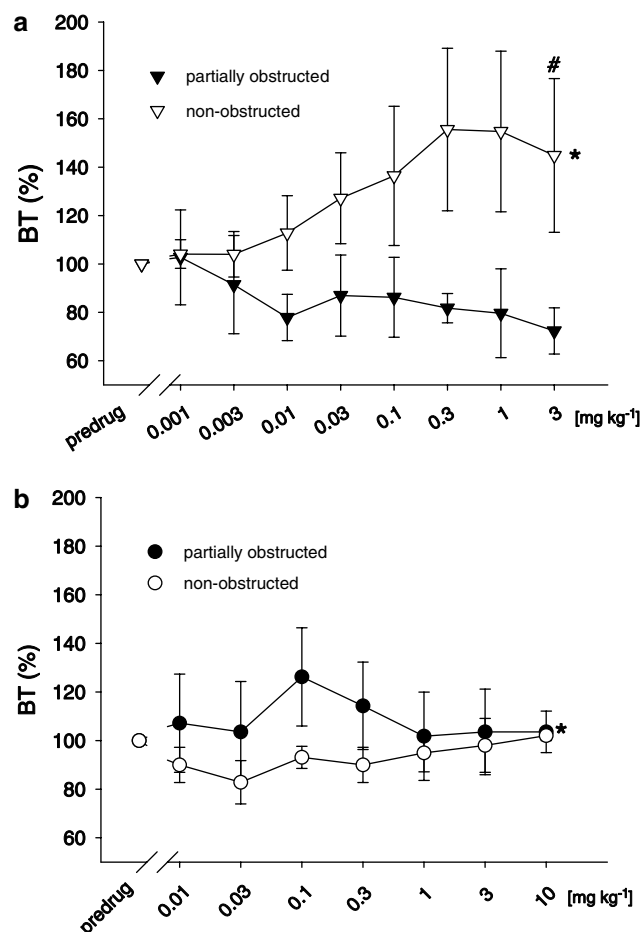 a
BT (%)
200
180
160
140
120
100
80
60
partially obstructed
non-obstructed
#
*
predrug 0.001 0.003 0.01 0.03 0.1 0.3 1 3 [mg kg-1]
b
BT (%)
200
180
160
140
120
100
80
60
partially obstructed
non-obstructed
*
predrug 0.01 0.03 0.1 0.3 1 3 10 [mg kg-1]